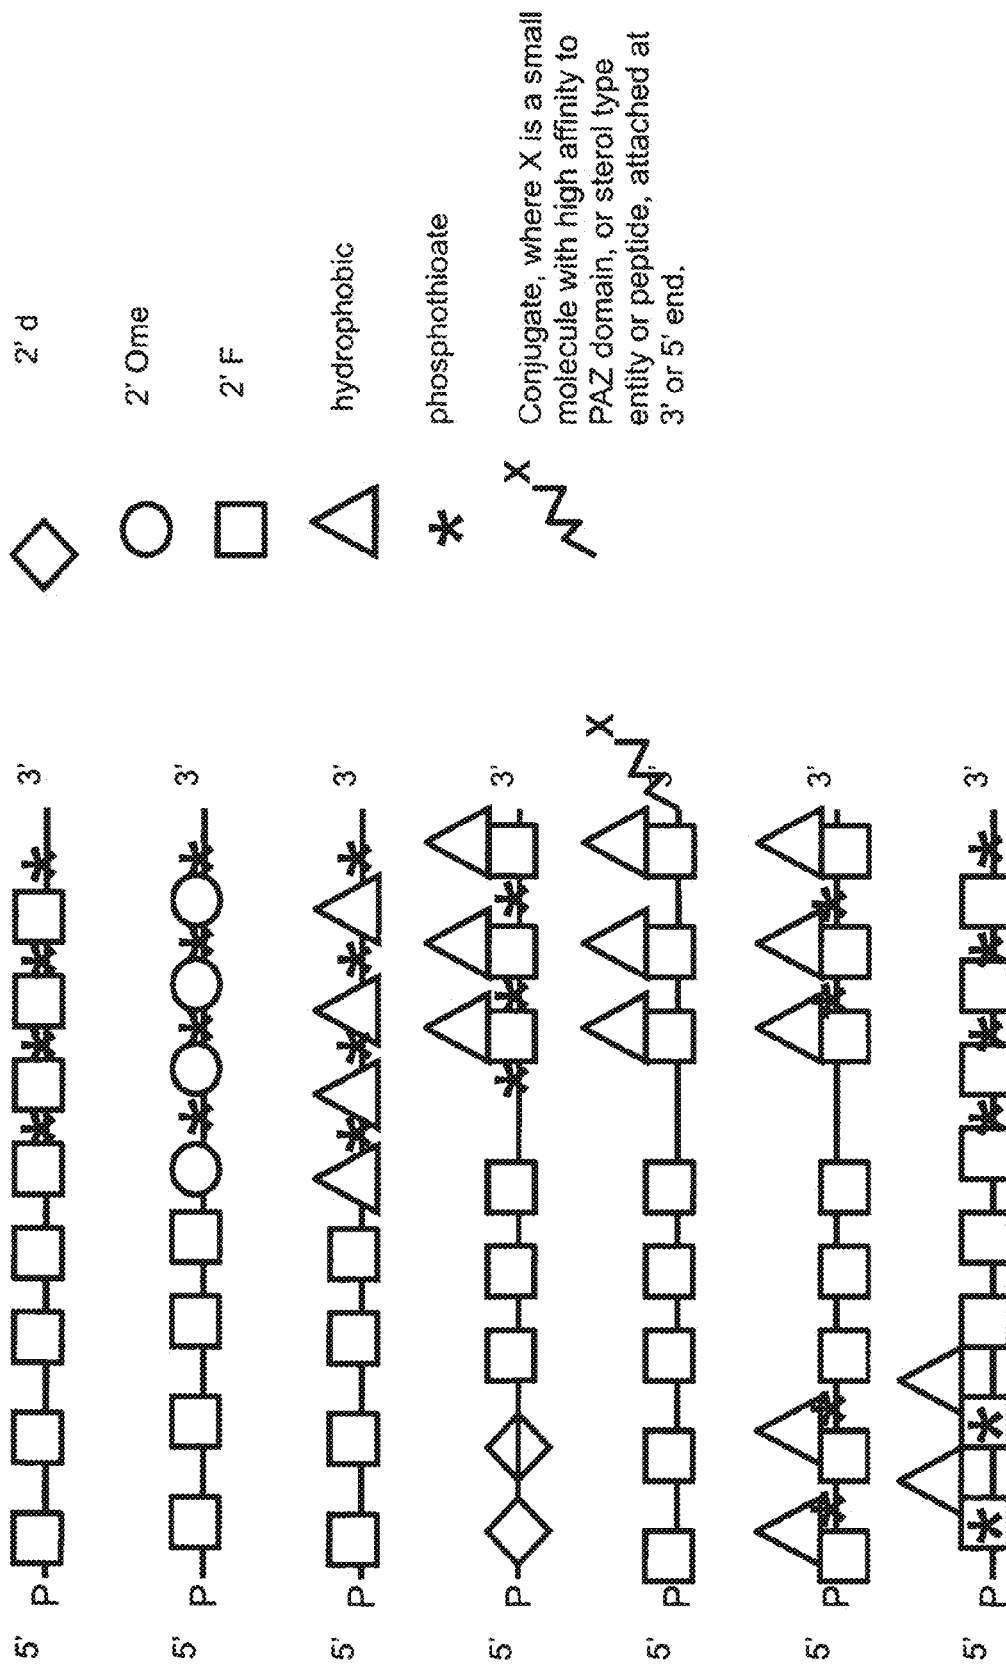 2' d
2' Ome
2' F
hydrophobic
phosphothioate
X
Conjugate, where X is a small
molecule with high affinity to
PAZ domain, or sterol type
entity or peptide, attached at
3' or 5' end.
5' P 3'
5' P 3'
5' P 3'
5' P 3'
X
5' P 3'
5' P 3'
5' P 3'